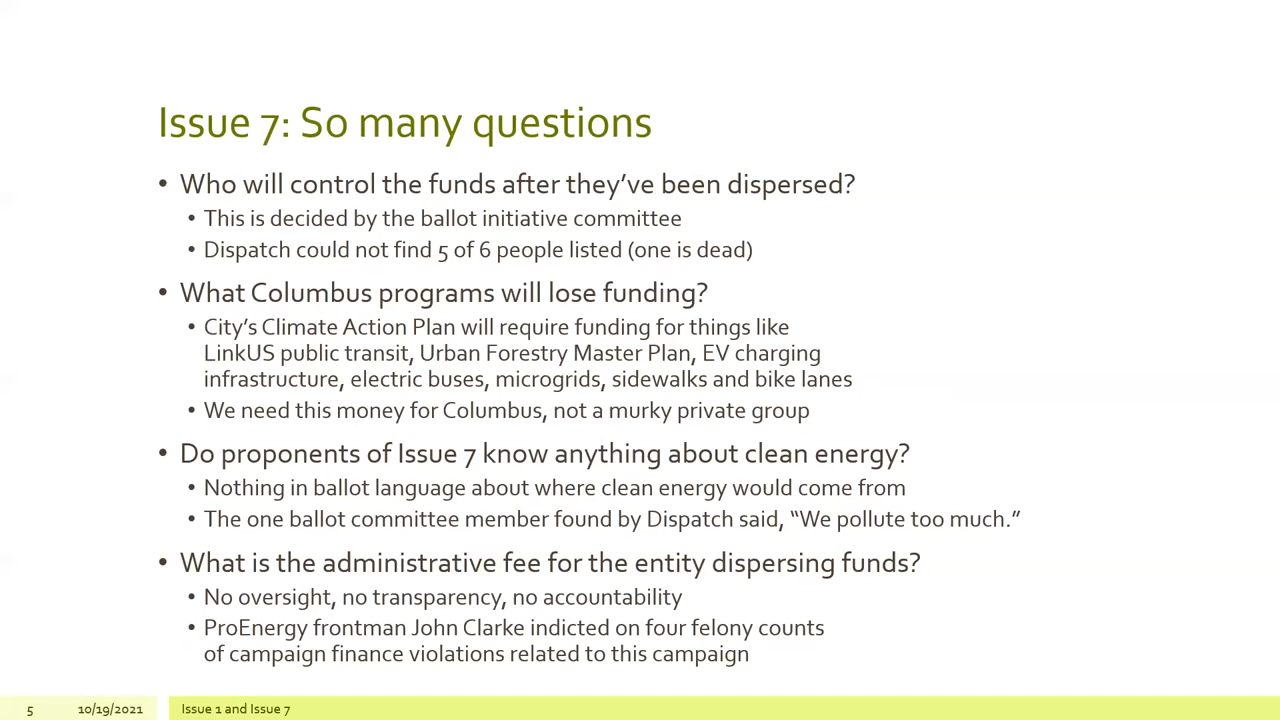 Issue 7: So many questions
• Who will control the funds after they’ve been dispersed?
• This is decided by the ballot initiative committee
• Dispatch could not find 5 of 6 people listed (one is dead)
• What Columbus programs will lose funding?
• City’s Climate Action Plan will require funding for things like
LinkUS public transit, Urban Forestry Master Plan, EV charging
infrastructure, electric buses, microgrids, sidewalks and bike lanes
• We need this money for Columbus, not a murky private group
• Do proponents of Issue 7 know anything about clean energy?
• Nothing in ballot language about where clean energy would come from
• The one ballot committee member found by Dispatch said, “We pollute too much.”
• What is the administrative fee for the entity dispersing funds?
• No oversight, no transparency, no accountability
• ProEnergy frontman John Clarke indicted on four felony counts
of campaign finance violations related to this campaign
5 10/19/2021 Issue 1 and Issue 7